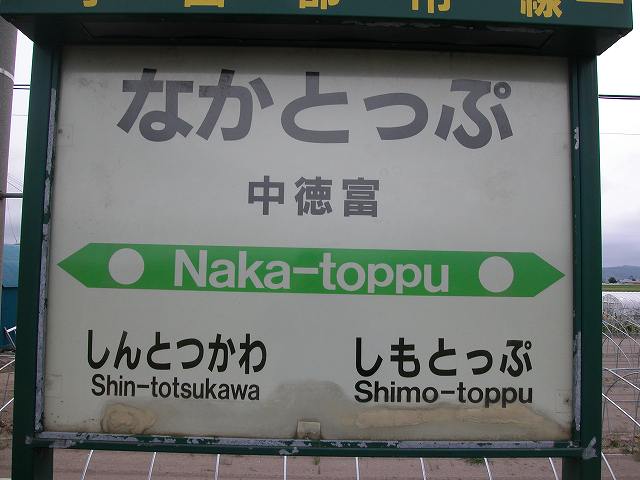 なかとっぷ
中徳富
Naka-toppu
しんとつかわ しもとっぷ
Shin-totsukawa Shimo-toppu